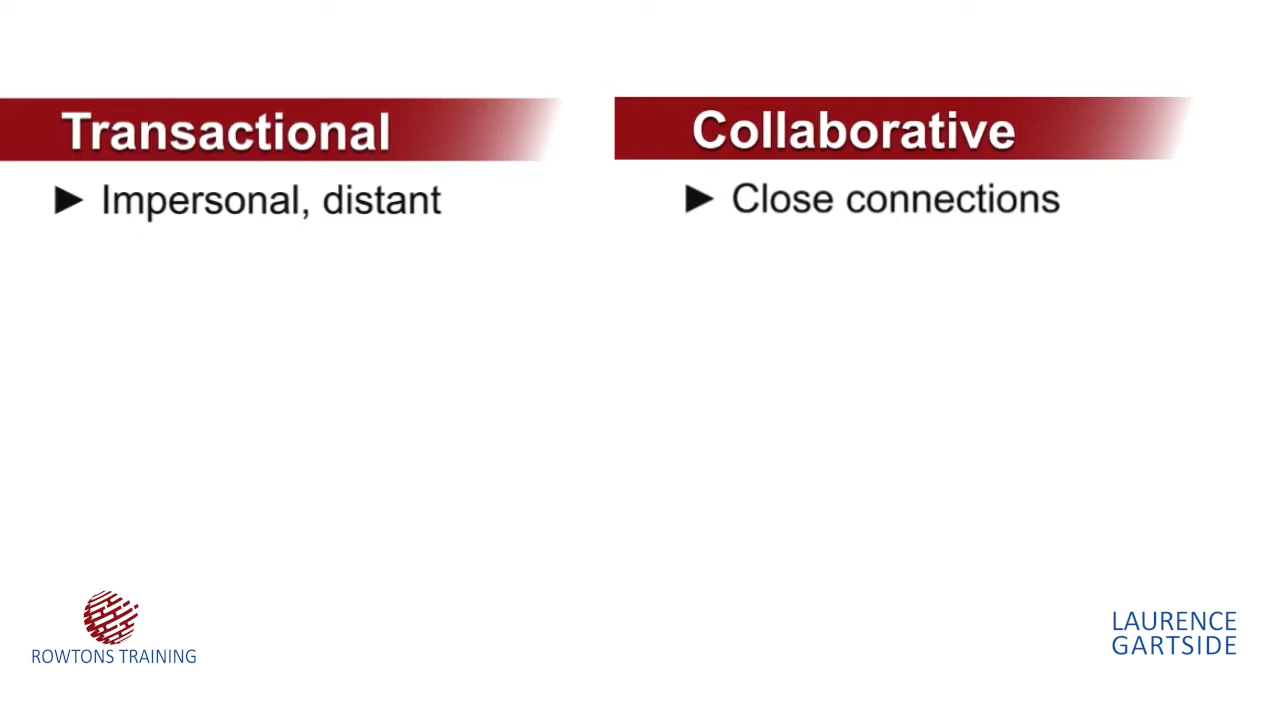 Transactional
► Impersonal, distant
Collaborative
► Close connections
ROWTONS TRAINING
LAURENCE
GARTSIDE